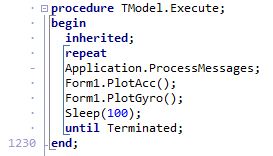 procedure TModel.Execute;
begin
inherited;
repeat
Application.ProcessMessages;
Form1.PlotAcc();
Form1.PlotGyro();
Sleep(100);
until Terminated;
1230 end;